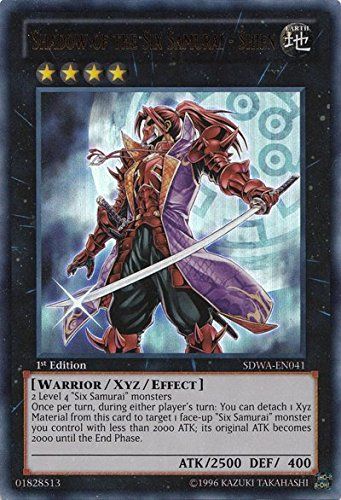 Shadow of the Six Samurai - Shien
EARTH
地
1st Edition
SDWA-EN041
[Warrior / Xyz / Effect]
2 Level 4 "Six Samurai" monsters
Once per turn, during either player's turn: You can detach 1 Xyz
Material from this card to target 1 face-up "Six Samurai" monster
you control with less than 2000 ATK; its original ATK
becomes 2000 until the End Phase.
ATK/2500 DEF/ 400
01828513
©1996 KAZUKI TAKAHASHI